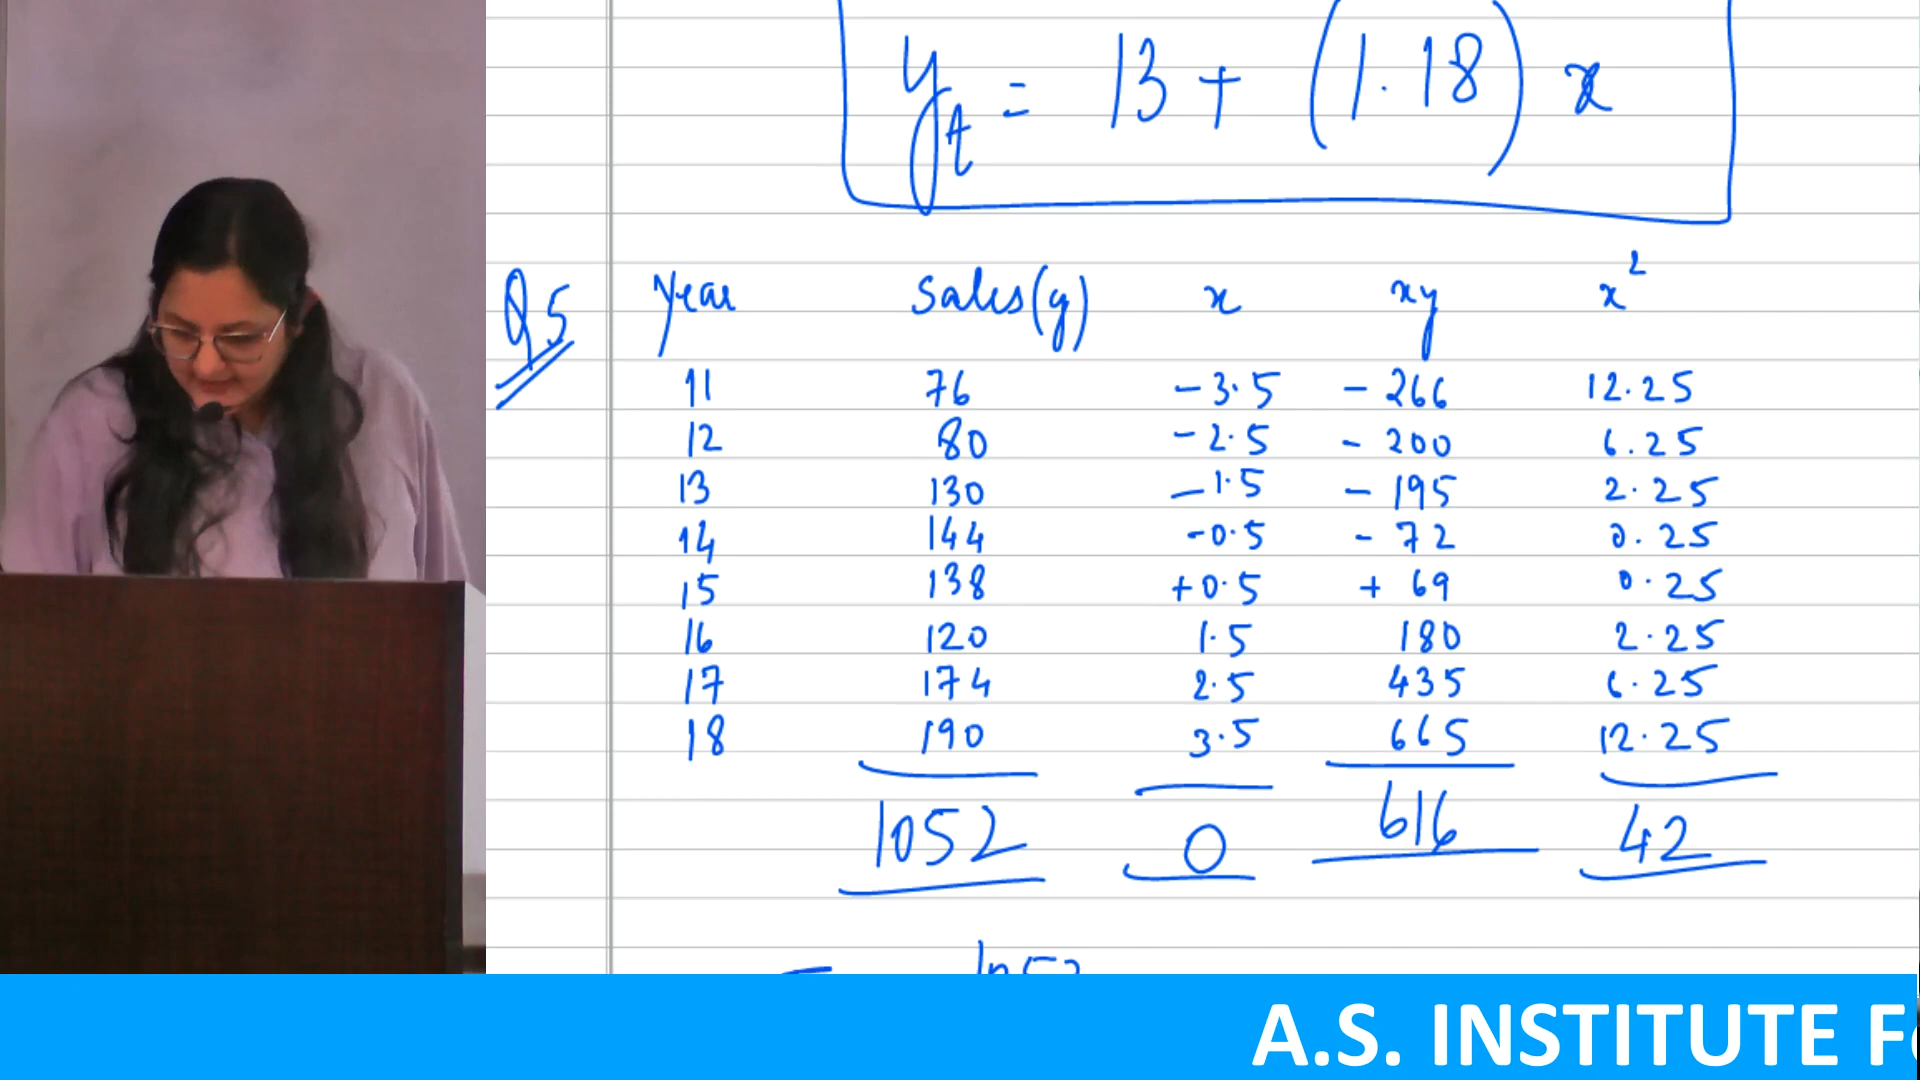 yt = 13 + (1.18) x
Q5 Year Sales(y) x xy x²
11 76 -3.5 -266 12.25
12 80 -2.5 -200 6.25
13 130 -1.5 -195 2.25
14 144 -0.5 -72 0.25
15 138 +0.5 + 69 0.25
16 120 1.5 180 2.25
17 174 2.5 435 6.25
18 190 3.5 665 12.25
1052 0 616 42
A.S. INSTITUTE